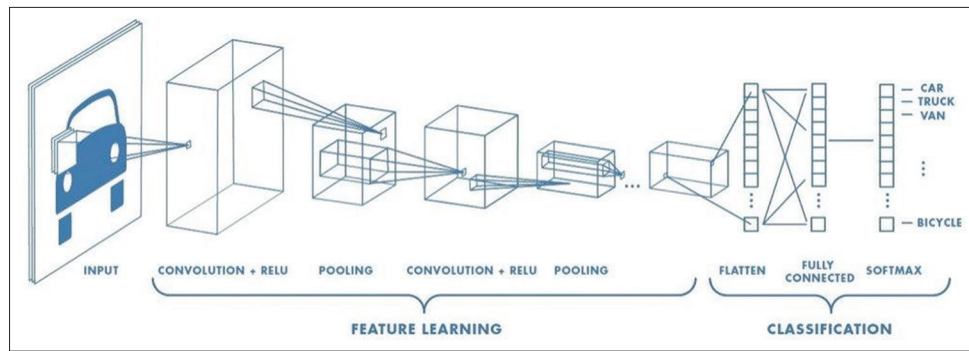 CAR
TRUCK
VAN
BICYCLE
INPUT
CONVOLUTION + RELU
POOLING
CONVOLUTION + RELU
POOLING
FLATTEN
FULLY
CONNECTED
SOFTMAX
FEATURE LEARNING
CLASSIFICATION